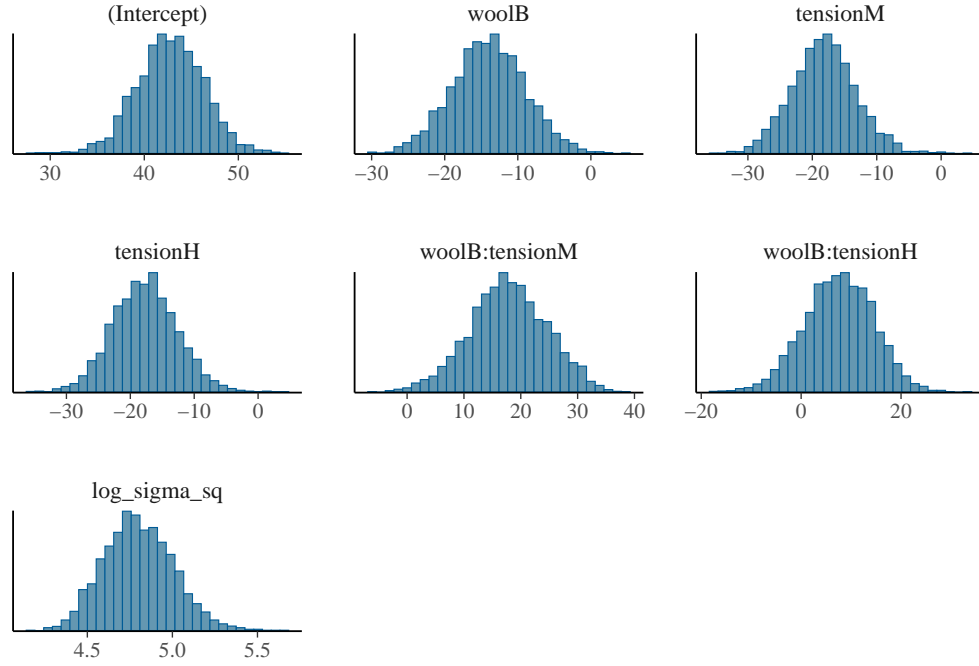 (Intercept) woolB tensionM
30 40 50 −30 −20 −10 0 −30 −20 −10 0
tensionH woolB:tensionM woolB:tensionH
−30 −20 −10 0 0 10 20 30 40 −20 0 20
log_sigma_sq
4.5 5.0 5.5